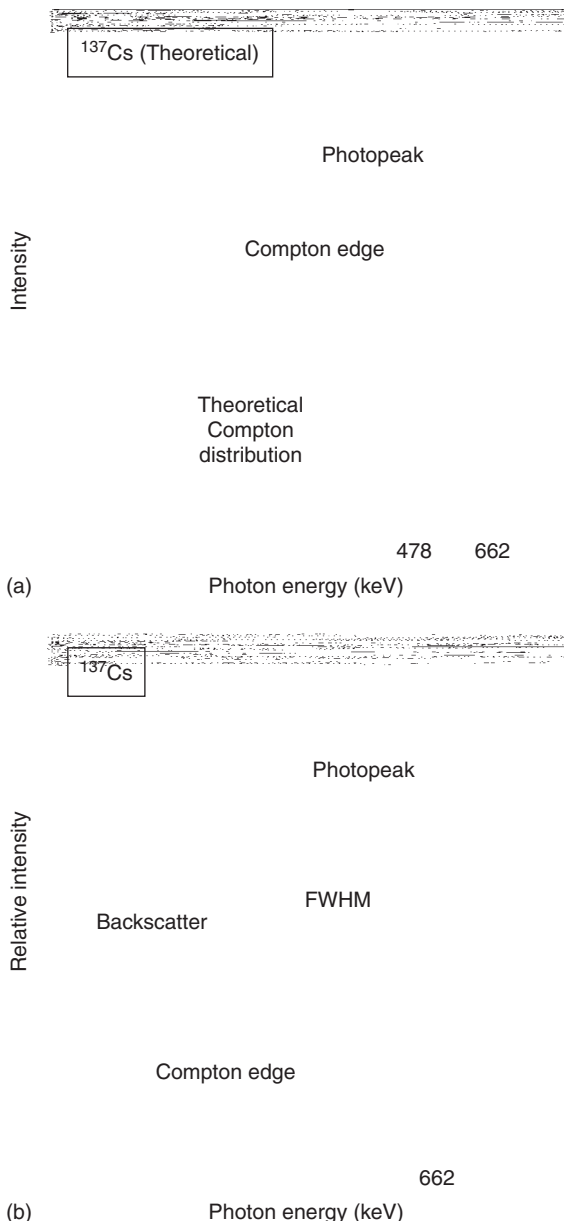 ¹³⁷Cs (Theoretical)
Photopeak
Compton edge
Intensity
Theoretical
Compton
distribution
478 662
(a) Photon energy (keV)
¹³⁷Cs
Photopeak
Relative intensity
FWHM
Backscatter
Compton edge
662
(b) Photon energy (keV)